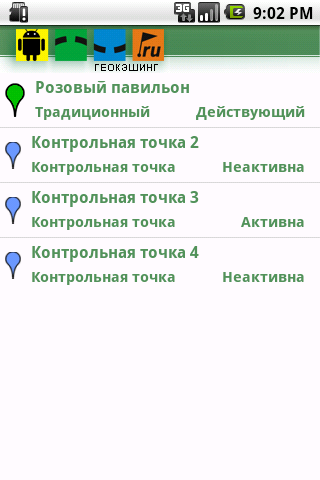 3G 9:02 PM
.ru
ГЕОКЭШИНГ
Розовый павильон
Традиционный Действующий
Контрольная точка 2
Контрольная точка Неактивна
Контрольная точка 3
Контрольная точка Активна
Контрольная точка 4
Контрольная точка Неактивна